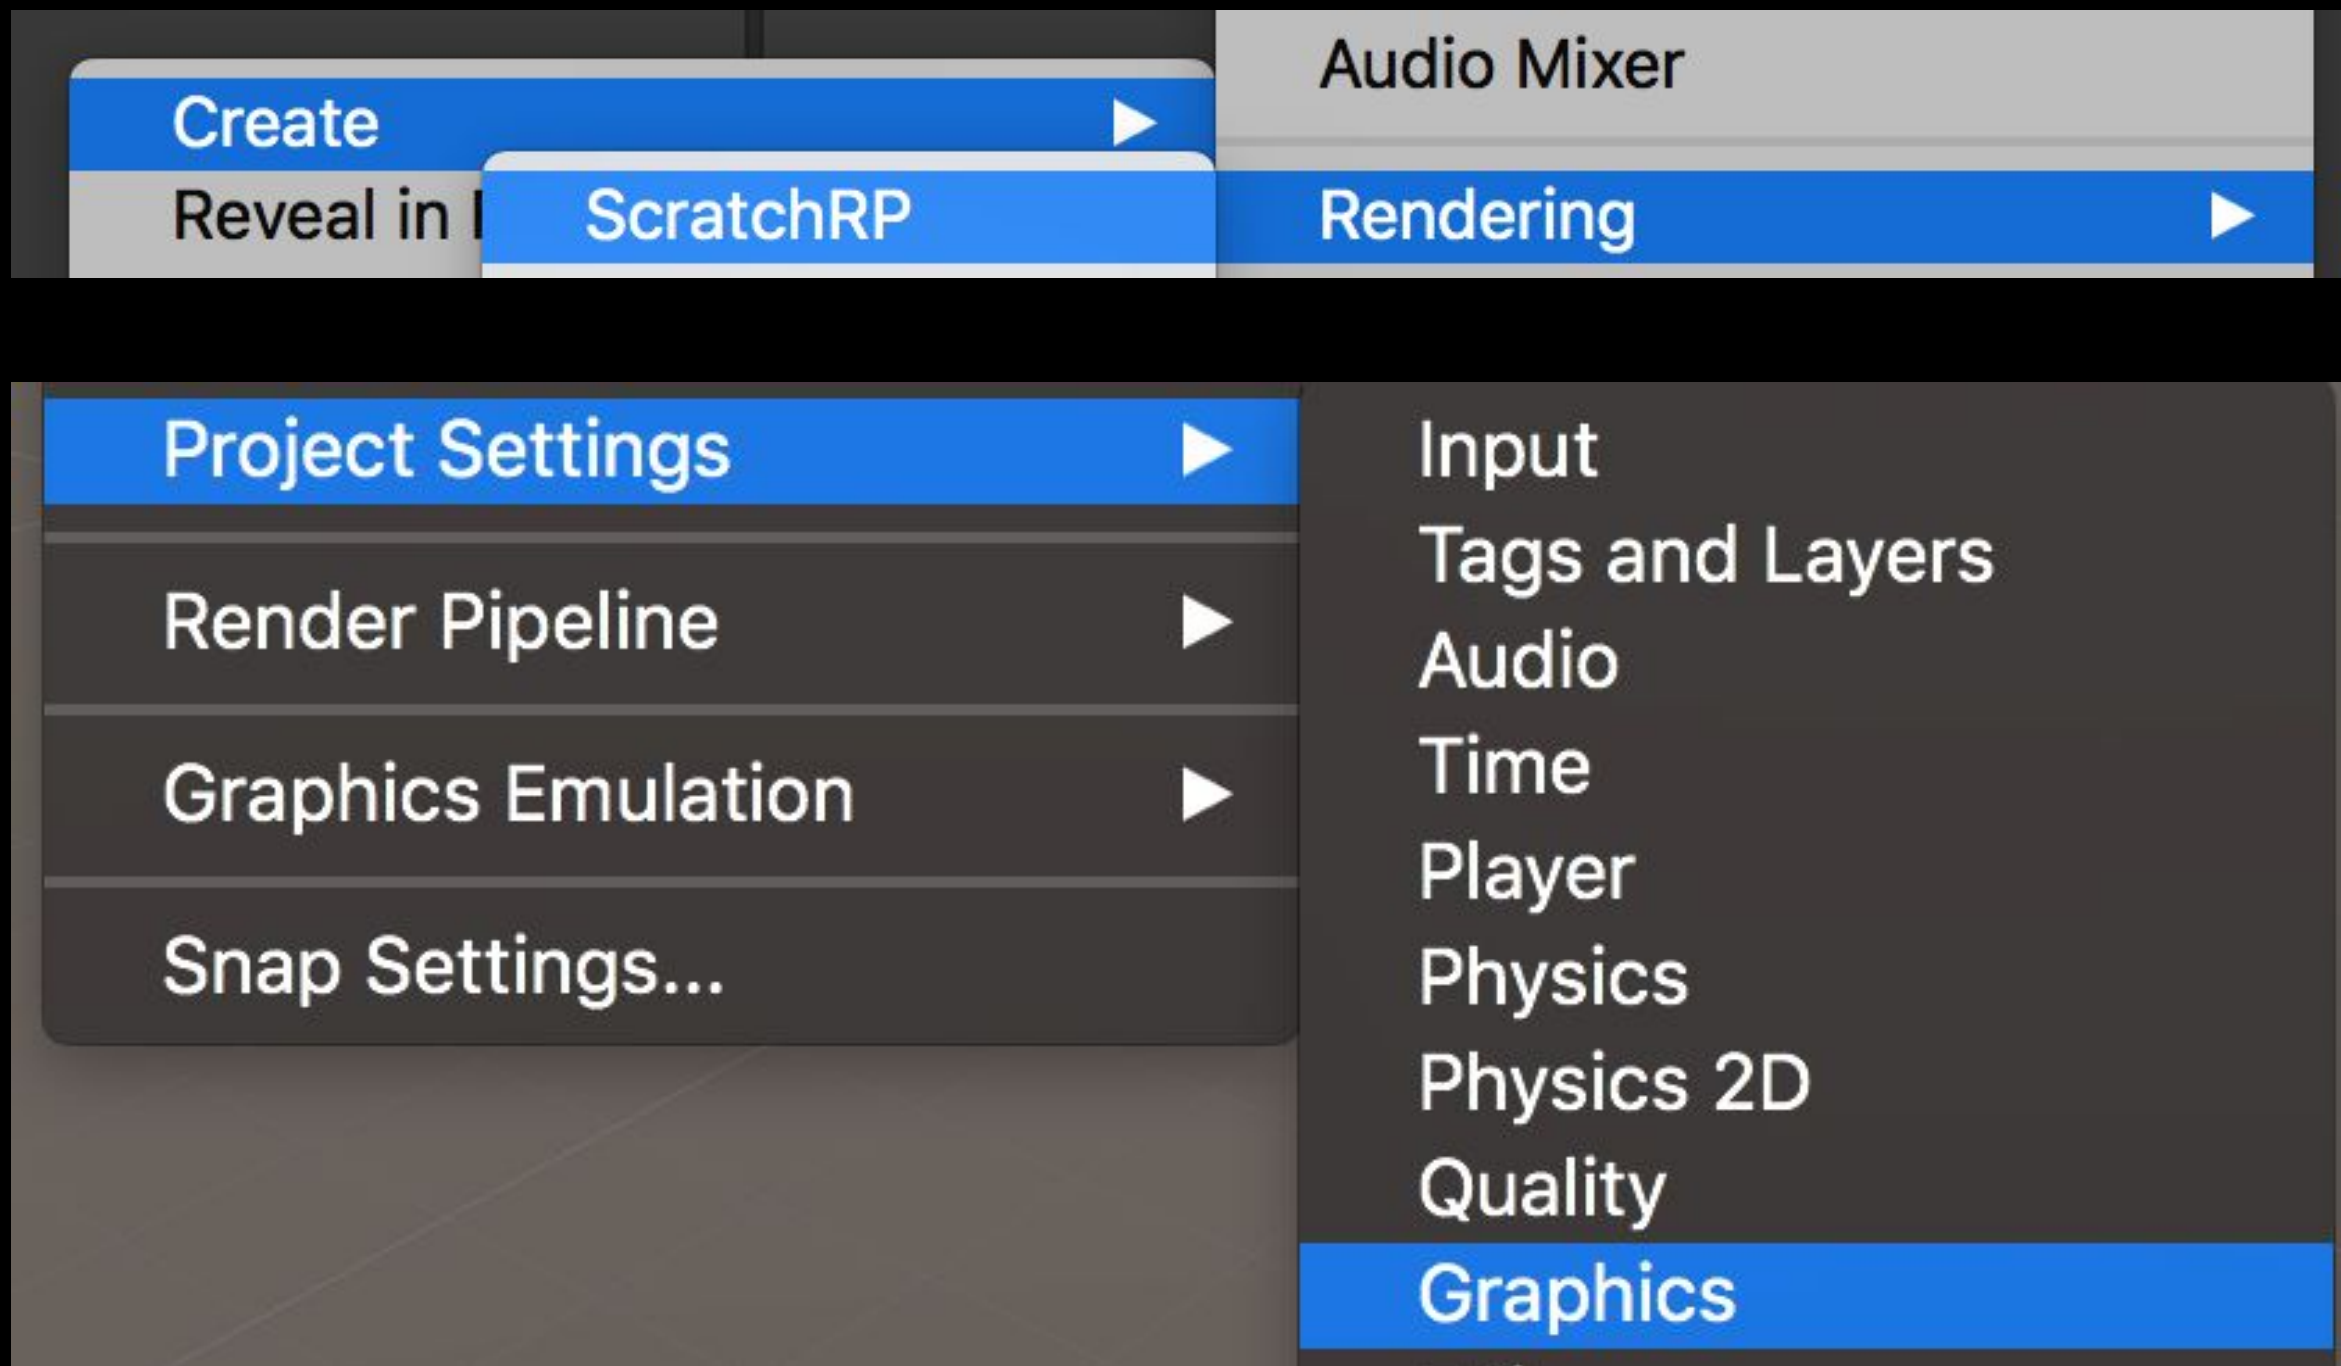 Audio Mixer
Create
Reveal in
ScratchRP
Rendering
Project Settings
Render Pipeline
Graphics Emulation
Snap Settings...
Input
Tags and Layers
Audio
Time
Player
Physics
Physics 2D
Quality
Graphics